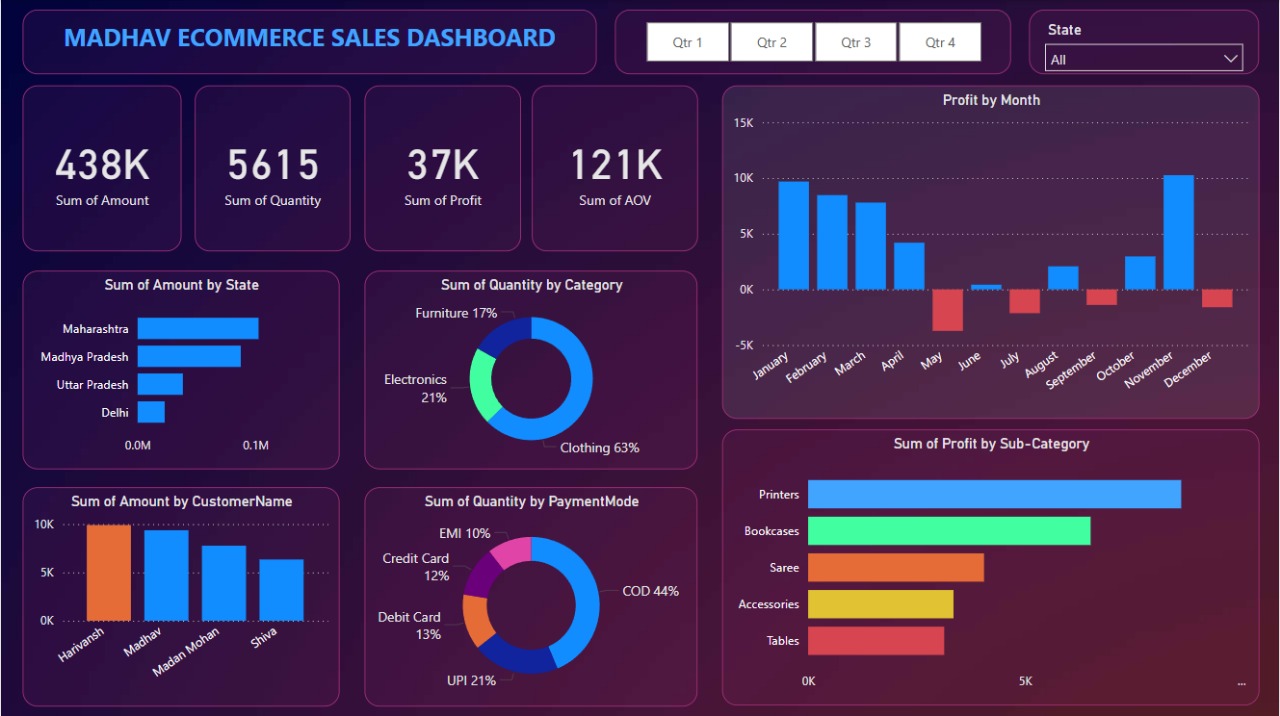 MADHAV ECOMMERCE SALES DASHBOARD
Qtr 1
Qtr 2
Qtr 3
Qtr 4
State
All
438K
Sum of Amount
5615
Sum of Quantity
37K
Sum of Profit
121K
Sum of AOV
Profit by Month
15K
10K
5K
0K
-5K
January
February
March
April
May
June
July
August
September
October
November
December
Sum of Amount by State
Maharashtra
Madhya Pradesh
Uttar Pradesh
Delhi
0.0M
0.1M
Sum of Quantity by Category
Furniture 17%
Electronics
21%
Clothing 63%
Sum of Profit by Sub-Category
Printers
Bookcases
Saree
Accessories
Tables
0K
5K
...
Sum of Amount by CustomerName
10K
5K
0K
Harivansh
Madhav
Madan Mohan
Shiva
Sum of Quantity by PaymentMode
EMI 10%
Credit Card
12%
Debit Card
13%
UPI 21%
COD 44%